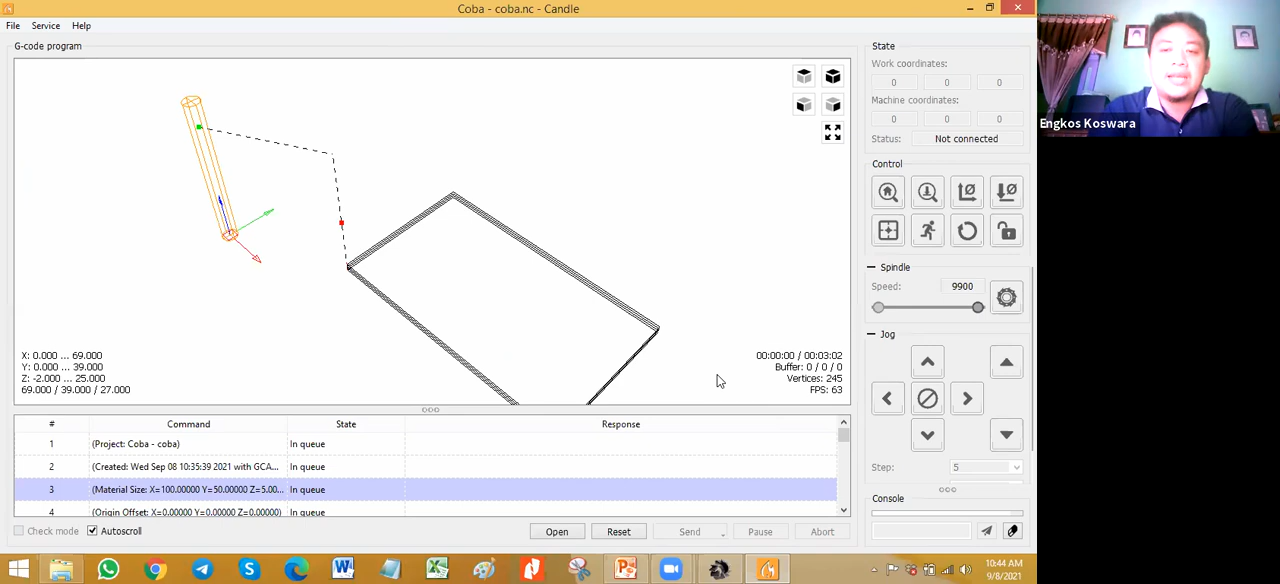 Coba - coba.nc - Candle
File Service Help
G-code program
X: 0.000 ... 69.000
Y: 0.000 ... 39.000
Z: -2.000 ... 25.000
69.000 / 39.000 / 27.000
00:00:00 / 00:03:02
Buffer: 0 / 0 / 0
Vertices: 245
FPS: 63
# Command State Response
1 (Project: Coba - coba) In queue
2 (Created: Wed Sep 08 10:35:39 2021 with GCA... In queue
3 (Material Size: X=100.00000 Y=50.00000 Z=5.00... In queue
4 (Origin Offset: X=0.00000 Y=0.00000 Z=0.00000) In queue
Check mode Autoscroll Open Reset Send Pause Abort
State
Work coordinates:
0 0 0
Machine coordinates:
0 0 0
Status: Not connected
Control
Spindle
Speed: 9900
Jog
Step: 5
Console
Engkos Koswara
10:44 AM
9/8/2021